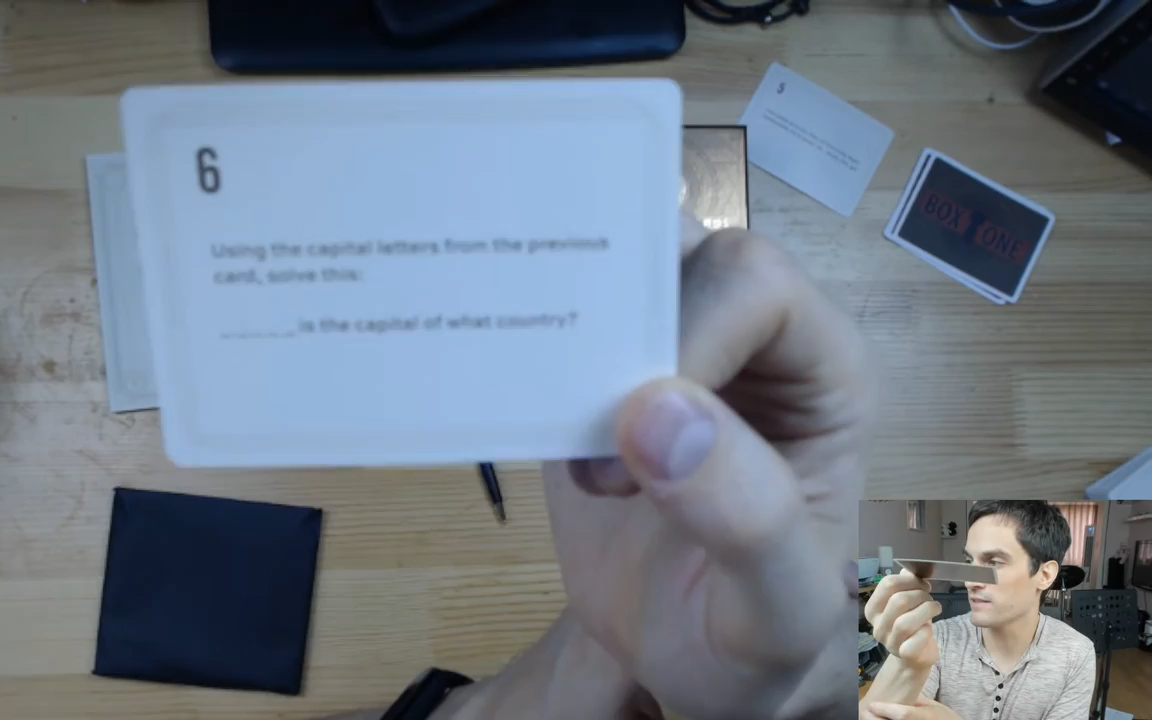 6
Using the capital letters from the previous
card, solve this:
_ _ _ _ _ _ is the capital of what country?
5
BOX ONE